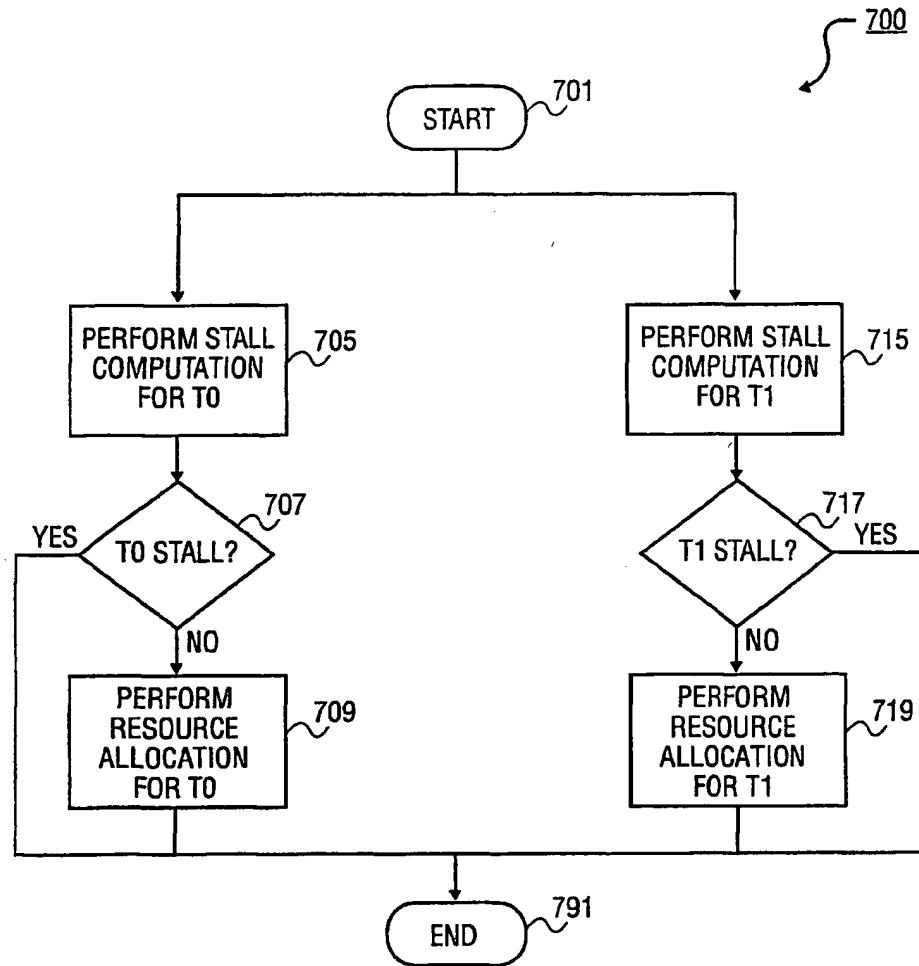 700
START
701
PERFORM STALL
COMPUTATION
FOR T0
705
PERFORM STALL
COMPUTATION
FOR T1
715
707
YES
T0 STALL?
NO
717
YES
T1 STALL?
NO
PERFORM
RESOURCE
ALLOCATION
FOR T0
709
PERFORM
RESOURCE
ALLOCATION
FOR T1
719
END
791